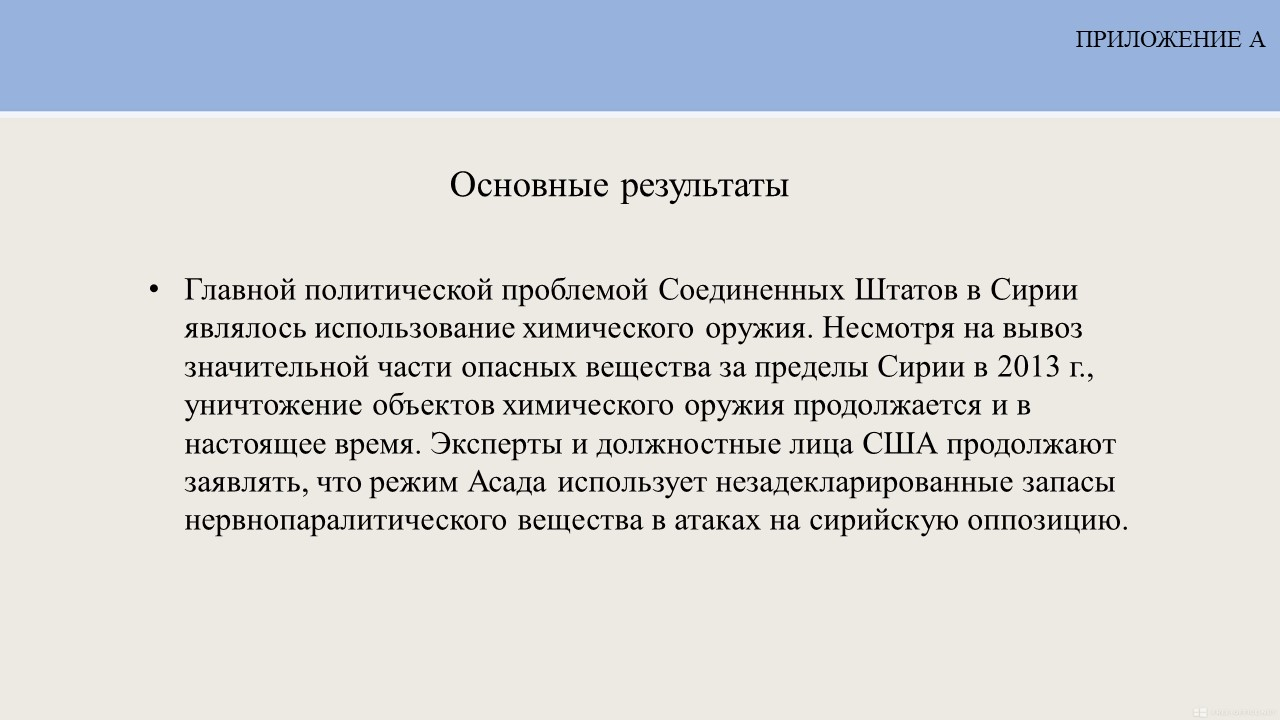 ПРИЛОЖЕНИЕ А
Основные результаты
• Главной политической проблемой Соединенных Штатов в Сирии
являлось использование химического оружия. Несмотря на вывоз
значительной части опасных вещества за пределы Сирии в 2013 г.,
уничтожение объектов химического оружия продолжается и в
настоящее время. Эксперты и должностные лица США продолжают
заявлять, что режим Асада использует незадекларированные запасы
нервнопаралитического вещества в атаках на сирийскую оппозицию.